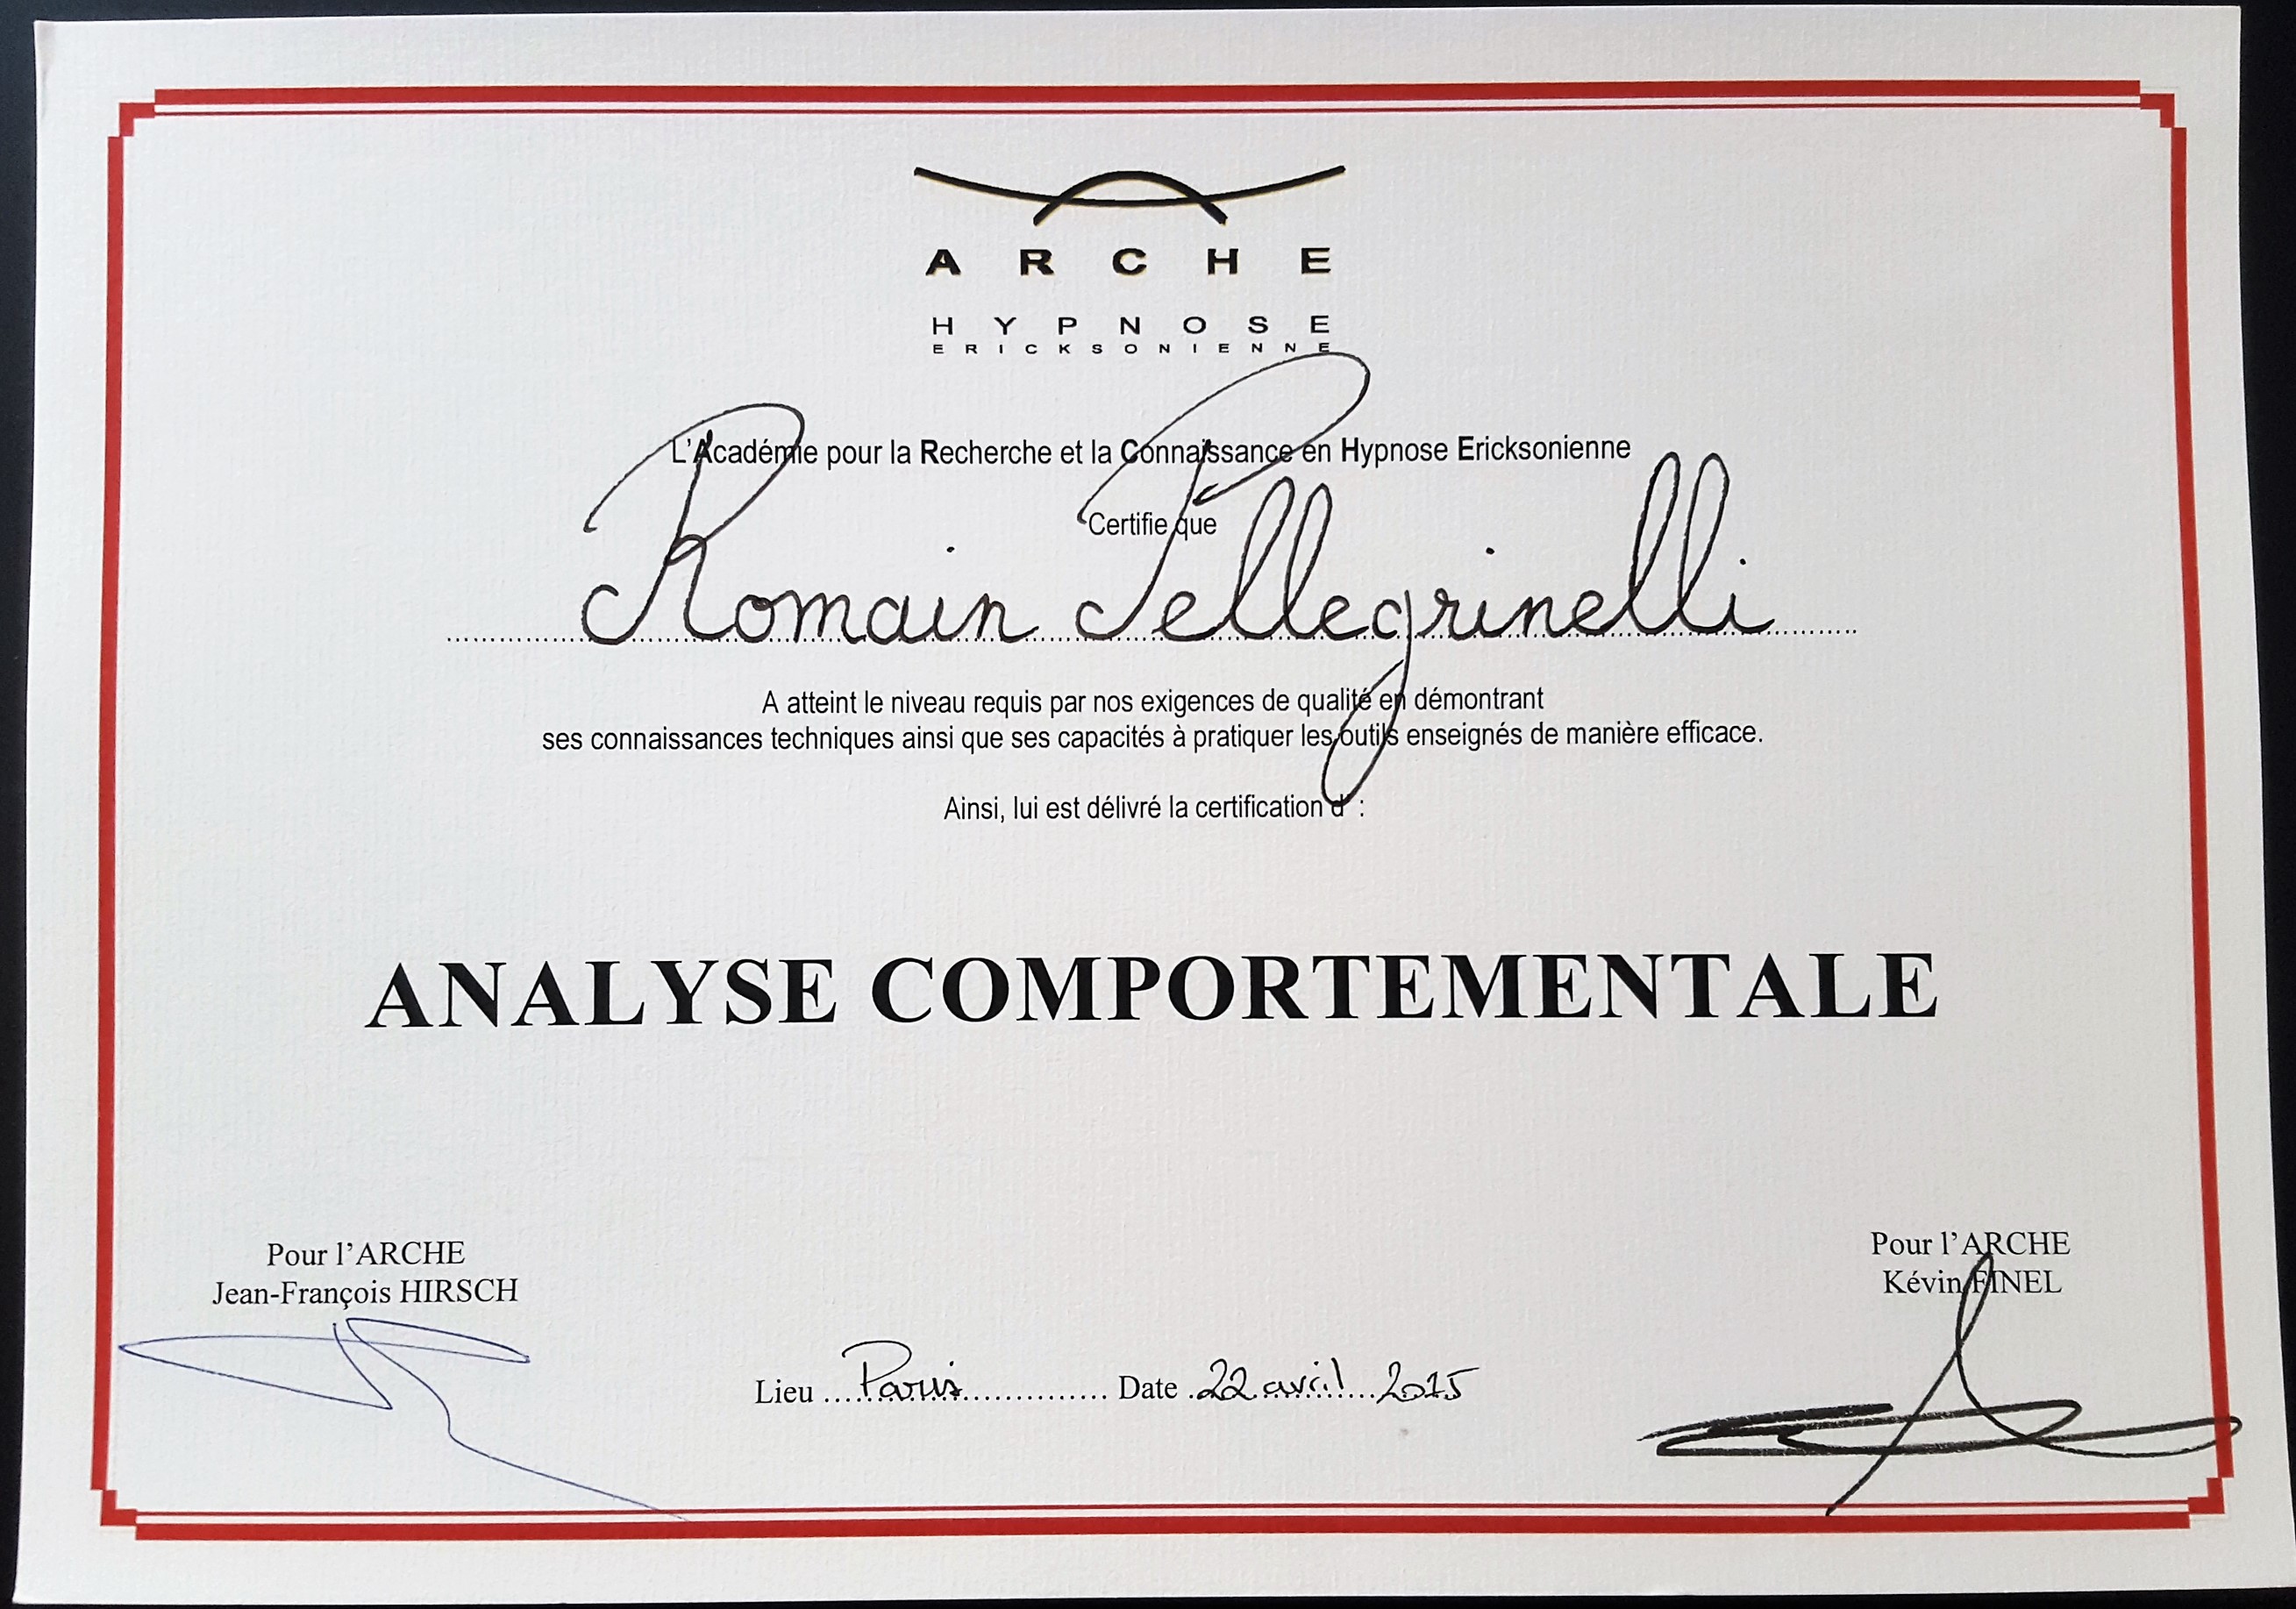 ARCHE
HYPNOSE
ERICKSONIENNE
L'Académie pour la Recherche et la Connaissance en Hypnose Ericksonienne
Certifie que
Romain Pellegrinelli
A atteint le niveau requis par nos exigences de qualité en démontrant
ses connaissances techniques ainsi que ses capacités à pratiquer les outils enseignés de manière efficace.
Ainsi, lui est délivré la certification d' :
ANALYSE COMPORTEMENTALE
Pour l'ARCHE
Jean-François HIRSCH
Pour l'ARCHE
Kévin FINEL
Lieu ....Paris.................. Date .22 avril 2015